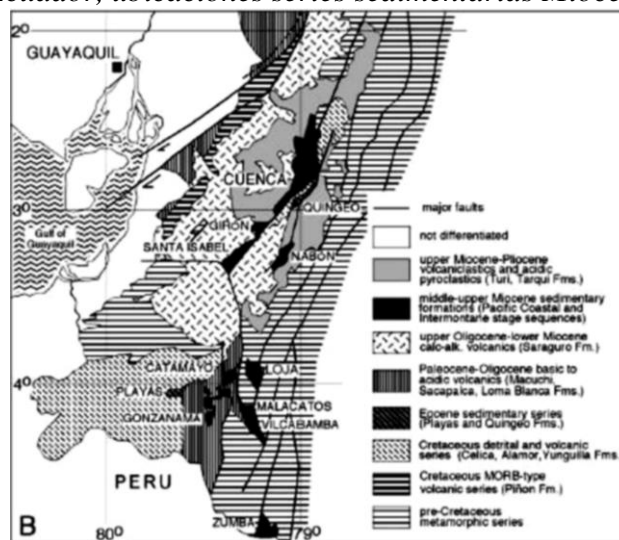 2°
GUAYAQUIL
CUENCA
3°
QUINGEO
Gulf of
Guayaquil
GIRON
SANTA ISABEL
NABON
CATAMAYO
LOJA
4°
PLAYAS
MALACATOS
GONZANAMA
VILCABAMBA
PERU
ZUMBA
B
80°
79°
major faults
not differentiated
upper Miocene-Pliocene
volcaniclastics and acidic
pyroclastics (Turi, Tarqui Fms.)
middle-upper Miocene sedimentary
formations (Pacific Coastal and
Intermontane stage sequences)
upper Oligocene-lower Miocene
calc-alk. volcanics (Saraguro Fm.)
Paleocene-Oligocene basic to
acidic volcanics (Macuchi,
Sacapalca, Loma Blanca Fms.)
Eocene sedimentary series
(Playas and Quingeo Fms.)
Cretaceous detrital and volcanic
series (Celica, Alamor, Yunguilla Fms.
Cretaceous MORB-type
volcanic series (Piñon Fm.)
pre-Cretaceous
metamorphic series